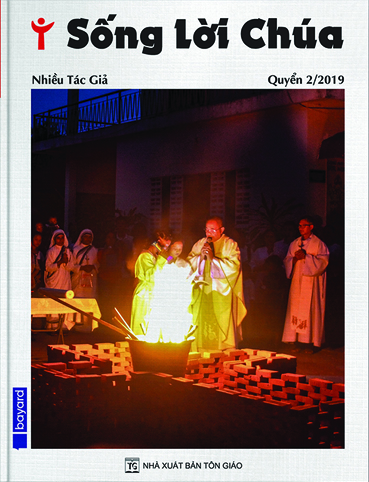 Sống Lời Chúa
Nhiều Tác Giả
Quyển 2/2019
bayard
TG
NHÀ XUẤT BẢN TÔN GIÁO